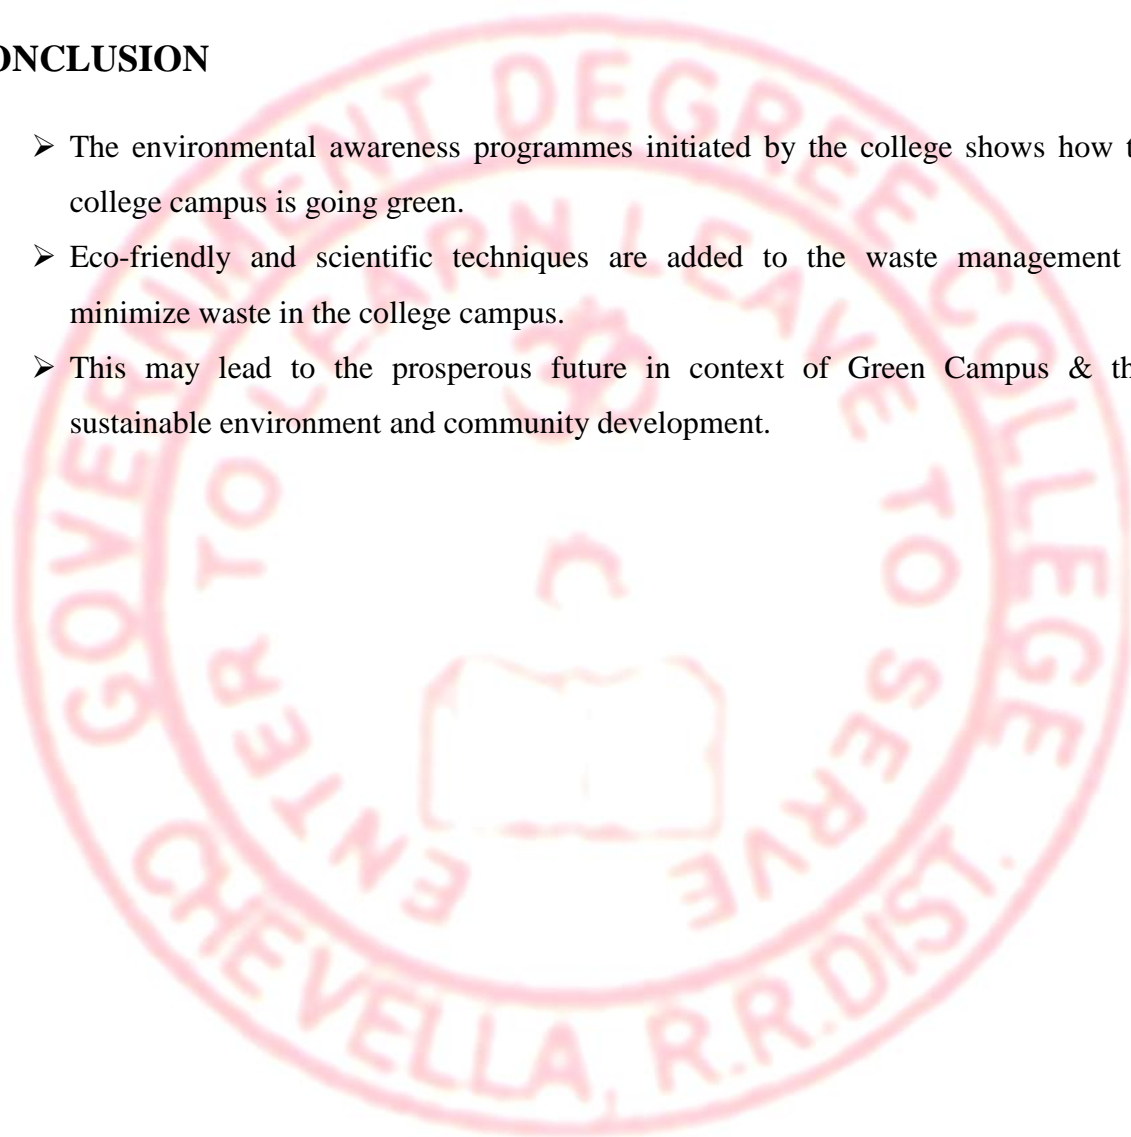 ONCLUSION
➢ The environmental awareness programmes initiated by the college shows how t
college campus is going green.
➢ Eco-friendly and scientific techniques are added to the waste management
minimize waste in the college campus.
➢ This may lead to the prosperous future in context of Green Campus & th
sustainable environment and community development.
GOVERNMENT DEGREE COLLEGE
ENTER TO LEARN LEAVE TO SERVE
CHEVELLA, R.R.DIST.